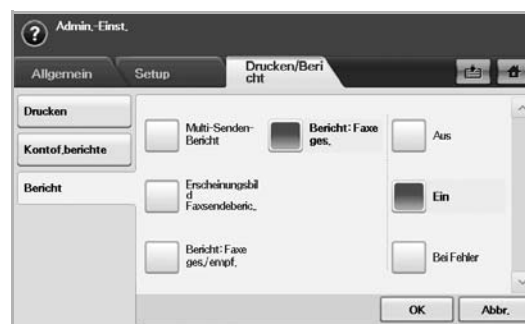 Admin.-Einst.
Allgemein
Setup
Drucken/Beri
cht
Drucken
Kontof.berichte
Bericht
Multi-Senden-
Bericht
Bericht: Faxe
ges.
Aus
Erscheinungsbil
d
Faxsendeberic..
Ein
Bericht: Faxe
ges./empf.
Bei Fehler
OK
Abbr.